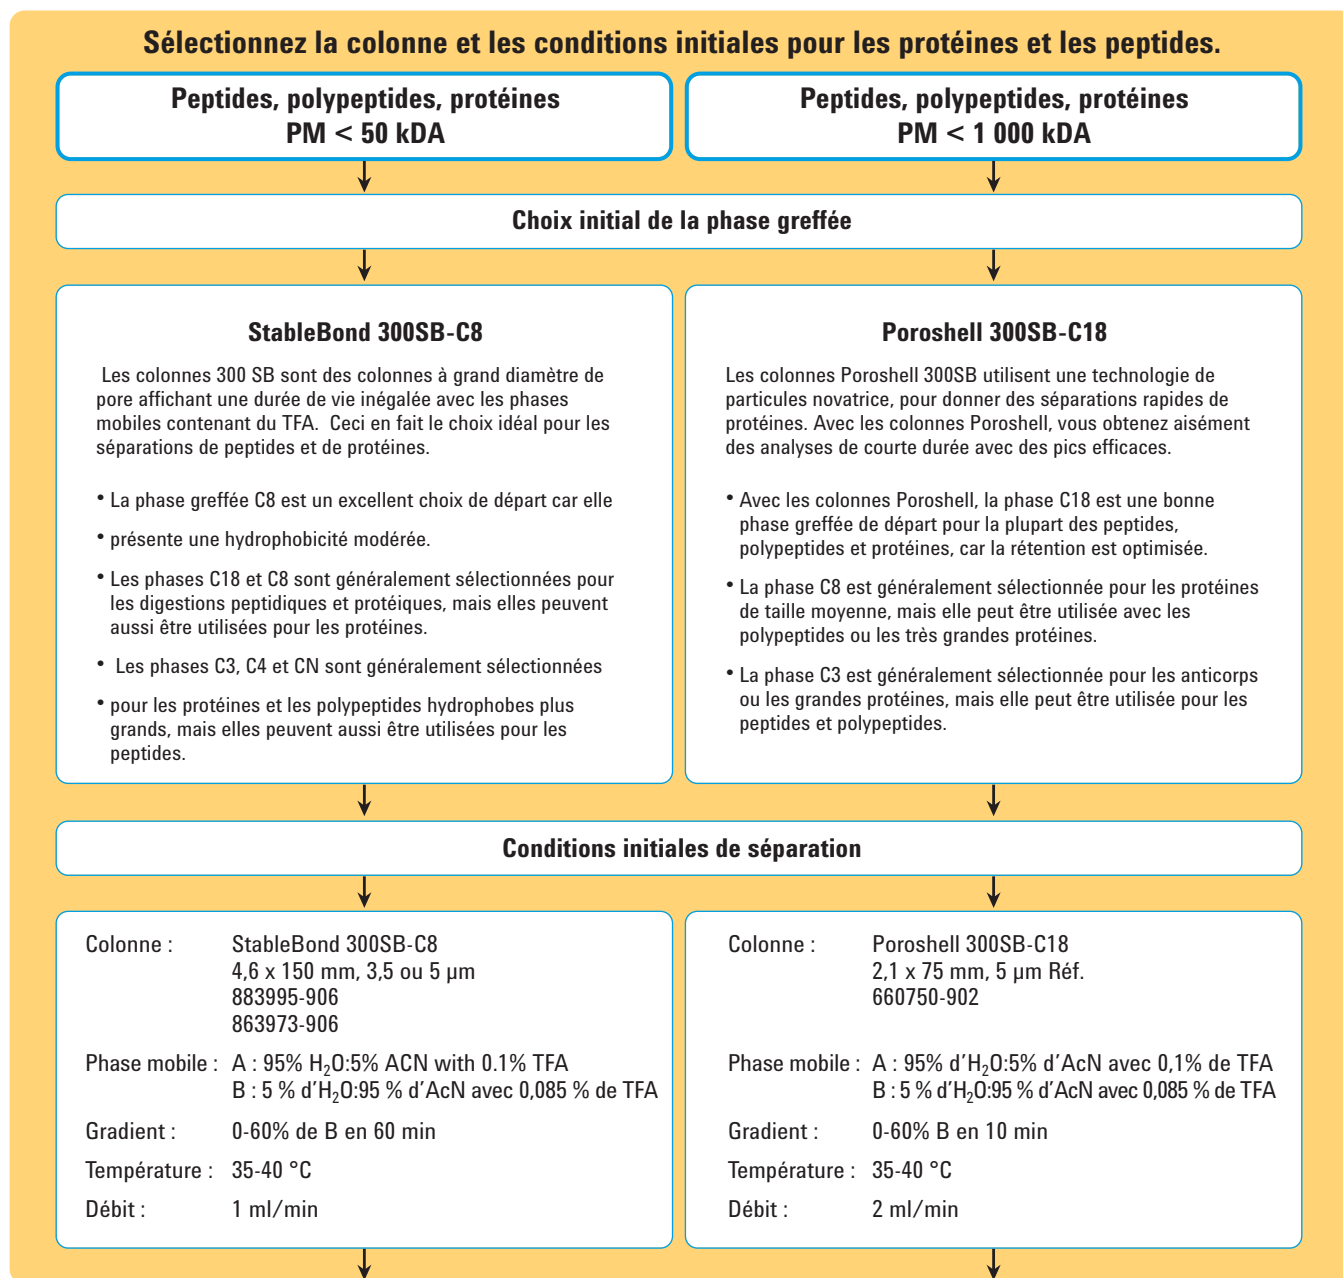 Sélectionnez la colonne et les conditions initiales pour les protéines et les peptides.
Peptides, polypeptides, protéines
PM < 50 kDA
Peptides, polypeptides, protéines
PM < 1 000 kDA
Choix initial de la phase greffée
StableBond 300SB-C8
Les colonnes 300 SB sont des colonnes à grand diamètre de
pore affichant une durée de vie inégalée avec les phases
mobiles contenant du TFA. Ceci en fait le choix idéal pour les
séparations de peptides et de protéines.
• La phase greffée C8 est un excellent choix de départ car elle
• présente une hydrophobicité modérée.
• Les phases C18 et C8 sont généralement sélectionnées pour
les digestions peptidiques et protéiques, mais elles peuvent
aussi être utilisées pour les protéines.
• Les phases C3, C4 et CN sont généralement sélectionnées
• pour les protéines et les polypeptides hydrophobes plus
grands, mais elles peuvent aussi être utilisées pour les
peptides.
Poroshell 300SB-C18
Les colonnes Poroshell 300SB utilisent une technologie de
particules novatrice, pour donner des séparations rapides de
protéines. Avec les colonnes Poroshell, vous obtenez aisément
des analyses de courte durée avec des pics efficaces.
• Avec les colonnes Poroshell, la phase C18 est une bonne
phase greffée de départ pour la plupart des peptides,
polypeptides et protéines, car la rétention est optimisée.
• La phase C8 est généralement sélectionnée pour les protéines
de taille moyenne, mais elle peut être utilisée avec les
polypeptides ou les très grandes protéines.
• La phase C3 est généralement sélectionnée pour les anticorps
ou les grandes protéines, mais elle peut être utilisée pour les
peptides et polypeptides.
Conditions initiales de séparation
Colonne : StableBond 300SB-C8
4,6 x 150 mm, 3,5 ou 5 µm
883995-906
863973-906
Phase mobile : A : 95% H₂O:5% ACN with 0.1% TFA
B : 5 % d'H₂O:95 % d'AcN avec 0,085 % de TFA
Gradient : 0-60% de B en 60 min
Température : 35-40 °C
Débit : 1 ml/min
Colonne : Poroshell 300SB-C18
2,1 x 75 mm, 5 µm Réf.
660750-902
Phase mobile : A : 95% d'H₂O:5% d'AcN avec 0,1% de TFA
B : 5 % d'H₂O:95 % d'AcN avec 0,085 % de TFA
Gradient : 0-60% B en 10 min
Température : 35-40 °C
Débit : 2 ml/min